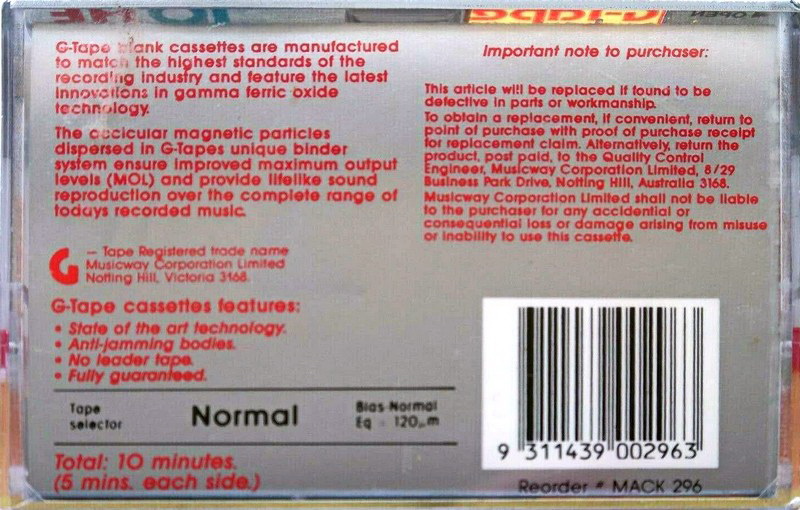 G-Tape
4 OPEN
G-Tape blank cassettes are manufactured
to match the highest standards of the
recording industry and feature the latest
innovations in gamma ferric oxide
technology.
The accicular magnetic particles
dispersed in G-Tapes unique binder
system ensure improved maximum output
levels (MOL) and provide lifelike sound
reproduction over the complete range of
todays recorded music.
G — Tape Registered trade name
Musicway Corporation Limited
Notting Hill, Victoria 3168.
G-Tape cassettes features:
• State of the art technology.
• Anti-jamming bodies.
• No leader tape.
• Fully guaranteed.
Tape
selector
Normal
Bias-Normal
Eq - 120µm
Total: 10 minutes.
(5 mins. each side.)
Important note to purchaser:
This article will be replaced if found to be
defective in parts or workmanship.
To obtain a replacement, if convenient, return to
point of purchase with proof of purchase receipt
for replacement claim. Alternatively, return the
product, post paid, to the Quality Control
Engineer, Musicway Corporation Limited, 8/29
Business Park Drive, Notting Hill, Australia 3168.
Musicway Corporation Limited shall not be liable
to the purchaser for any accidential or
consequential loss or damage arising from misuse
or inability to use this cassette.
9 311439 002963
Reorder # MACK 296